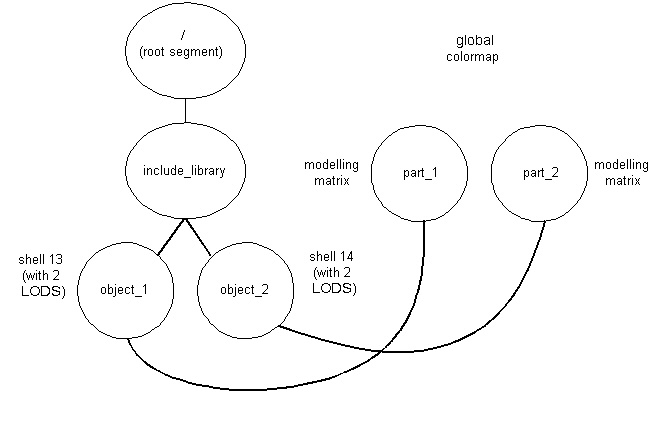 /
(root segment)
global
colormap
include_library
modelling
matrix
part_1
part_2
modelling
matrix
shell 13
(with 2
LODS)
object_1
object_2
shell 14
(with 2
LODS)